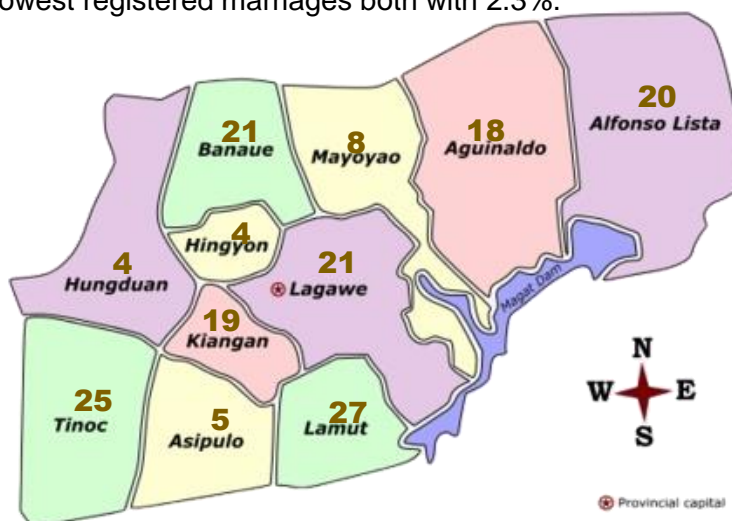 owest registered marriages both with 2.3%.
20
Alfonso Lista
21
Banaue
8
Mayoyao
18
Aguinaldo
4
Hingyon
4
Hungduan
21
Lagawe
Magat Dam
19
Kiangan
25
Tinoc
5
Asipulo
27
Lamut
N
W E
S
Provincial capital